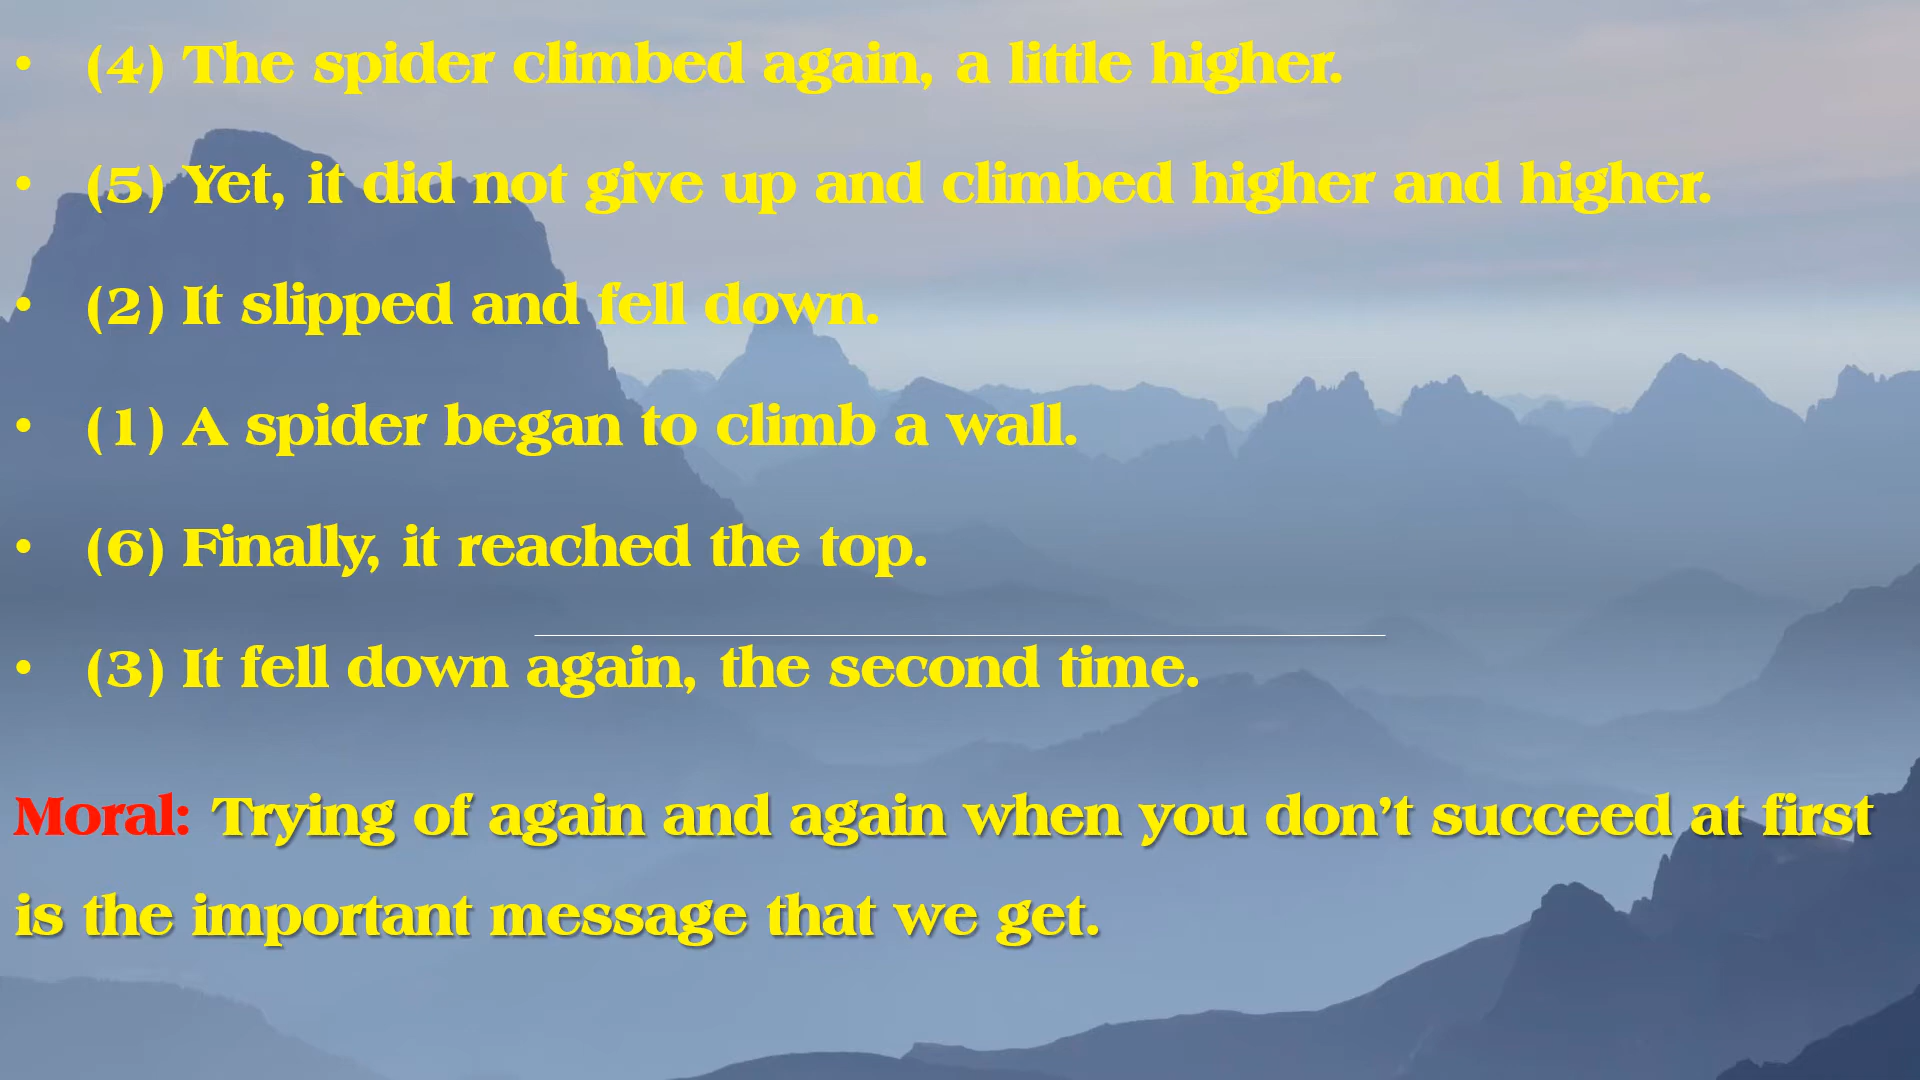 • (4) The spider climbed again, a little higher.
• (5) Yet, it did not give up and climbed higher and higher.
• (2) It slipped and fell down.
• (1) A spider began to climb a wall.
• (6) Finally, it reached the top.
• (3) It fell down again, the second time.
Moral: Trying of again and again when you don't succeed at first
is the important message that we get.